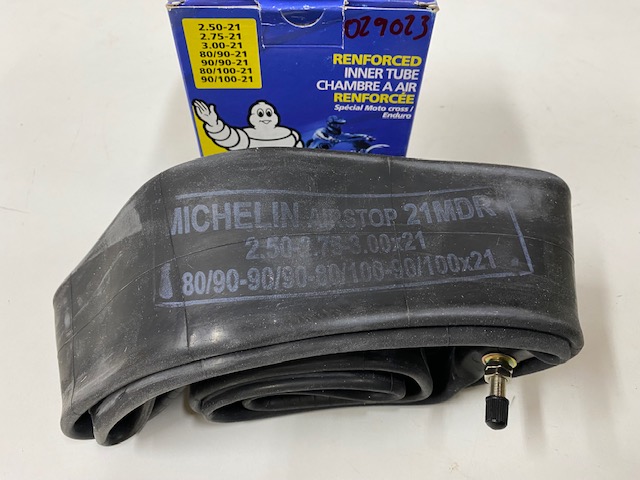 2.50-21
2.75-21
3.00-21
80/90-21
90/90-21
80/100-21
90/100-21
029023
RENFORCED
INNER TUBE
CHAMBRE A AIR
RENFORCÉE
Spécial Moto cross /
Enduro
MICHELIN AIRSTOP 21MDR
2.50-2.75-3.00x21
80/90-90/90-80/100-90/100x21